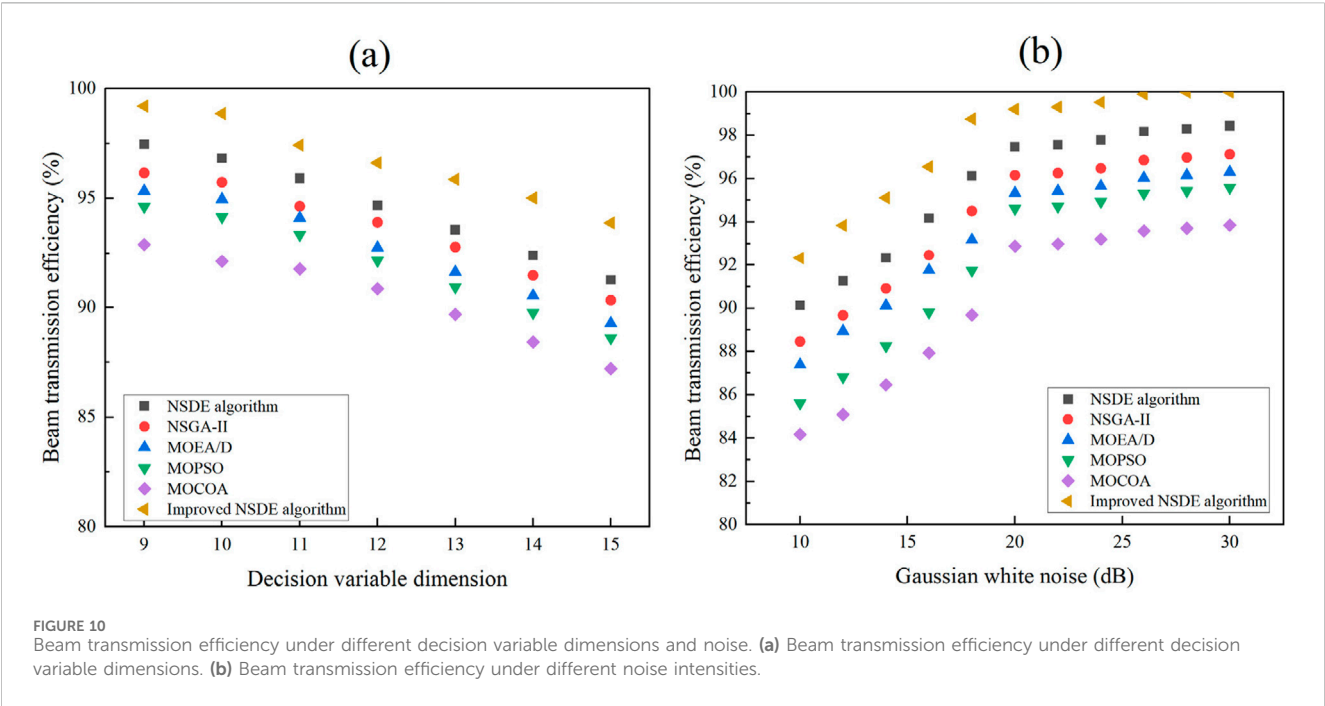 (a)
Beam transmission efficiency (%)
100
95
90
85
80
NSDE algorithm
NSGA-II
MOEA/D
MOPSO
MOCOA
Improved NSDE algorithm
9 10 11 12 13 14 15
Decision variable dimension
(b)
Beam transmission efficiency (%)
100
98
96
94
92
90
88
86
84
82
80
NSDE algorithm
NSGA-II
MOEA/D
MOPSO
MOCOA
Improved NSDE algorithm
10 15 20 25 30
Gaussian white noise (dB)
FIGURE 10
Beam transmission efficiency under different decision variable dimensions and noise. (a) Beam transmission efficiency under different decision
variable dimensions. (b) Beam transmission efficiency under different noise intensities.